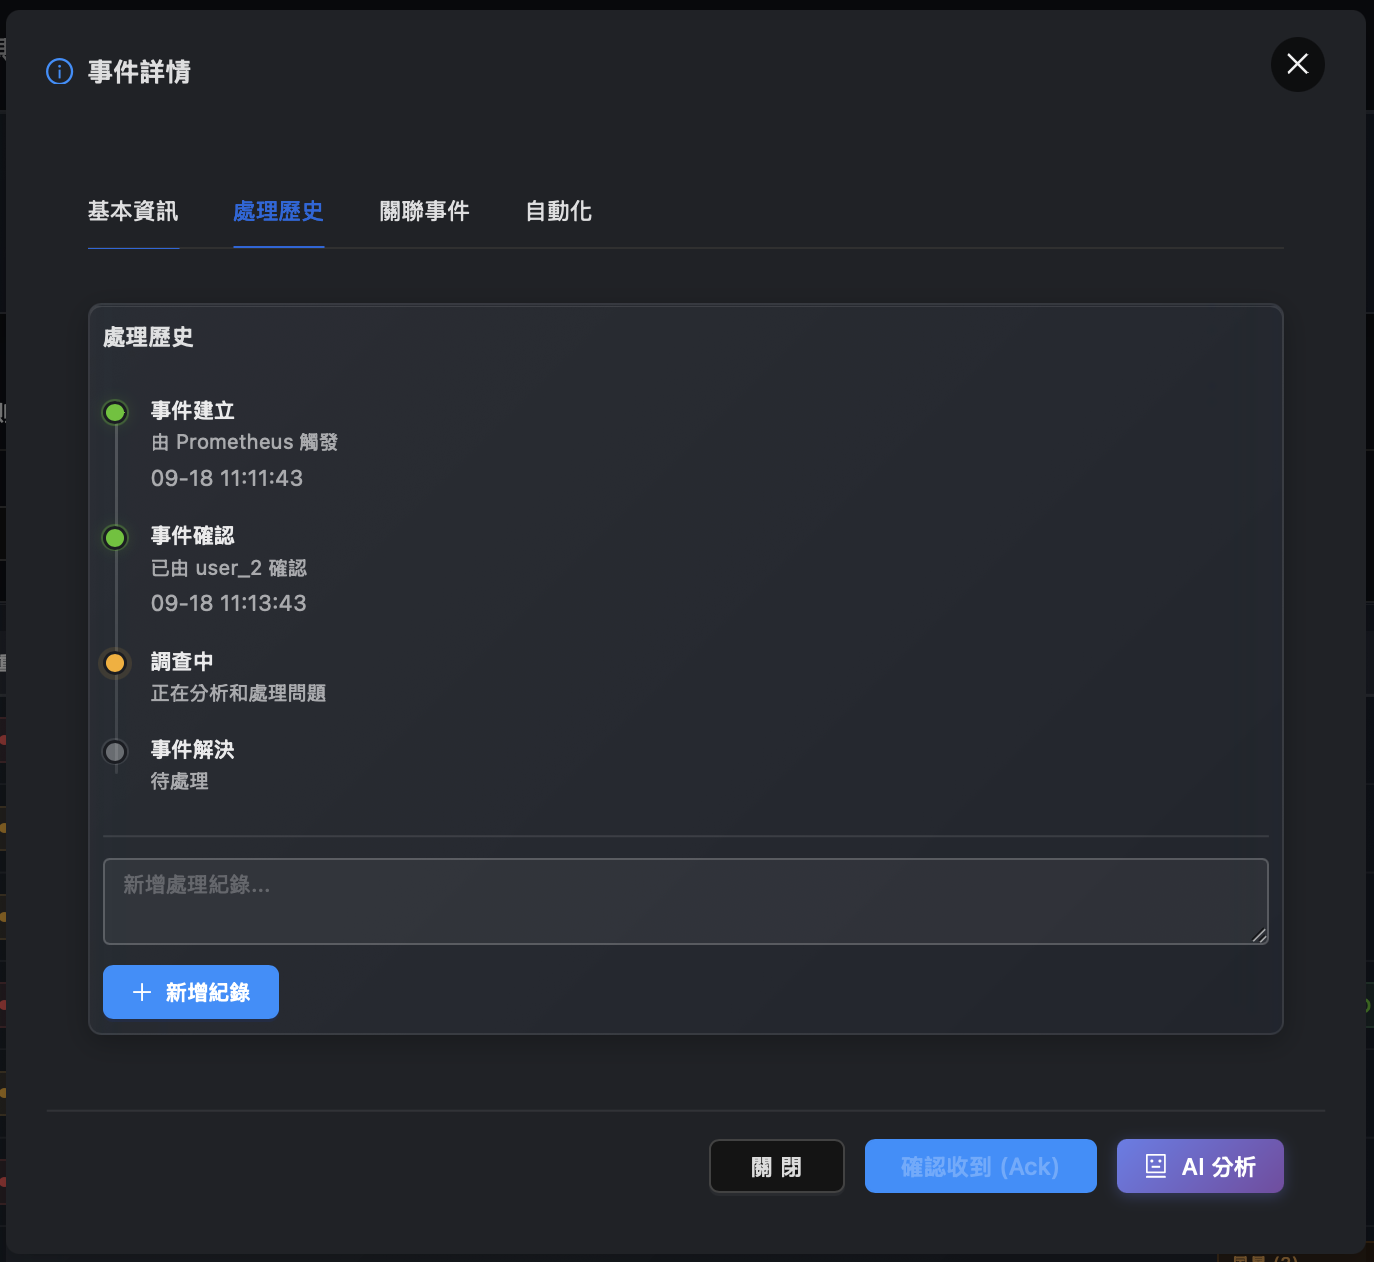 事件詳情
基本資訊
處理歷史
關聯事件
自動化
處理歷史
事件建立
由 Prometheus 觸發
09-18 11:11:43
事件確認
已由 user_2 確認
09-18 11:13:43
調查中
正在分析和處理問題
事件解決
待處理
新增處理紀錄...
新增紀錄
關 閉
確認收到 (Ack)
AI 分析